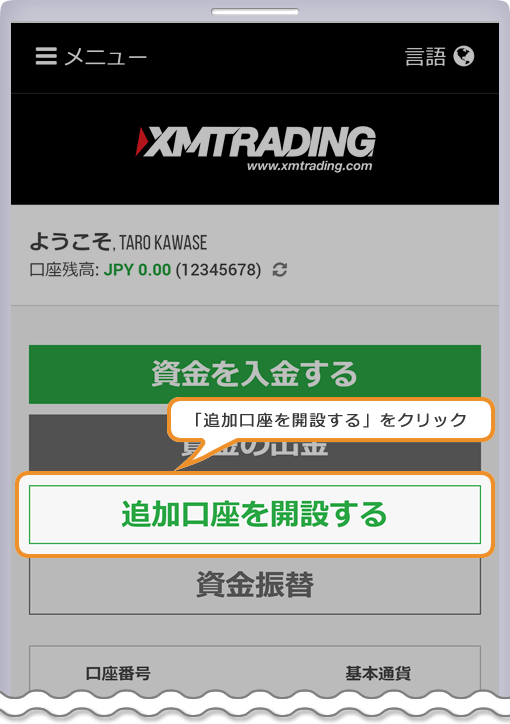 メニュー
言語
XMTRADING
www.xmtrading.com
ようこそ, TARO KAWASE
口座残高: JPY 0.00 (12345678)
資金を入金する
「追加口座を開設する」をクリック
資金の出金
追加口座を開設する
資金振替
口座番号
基本通貨